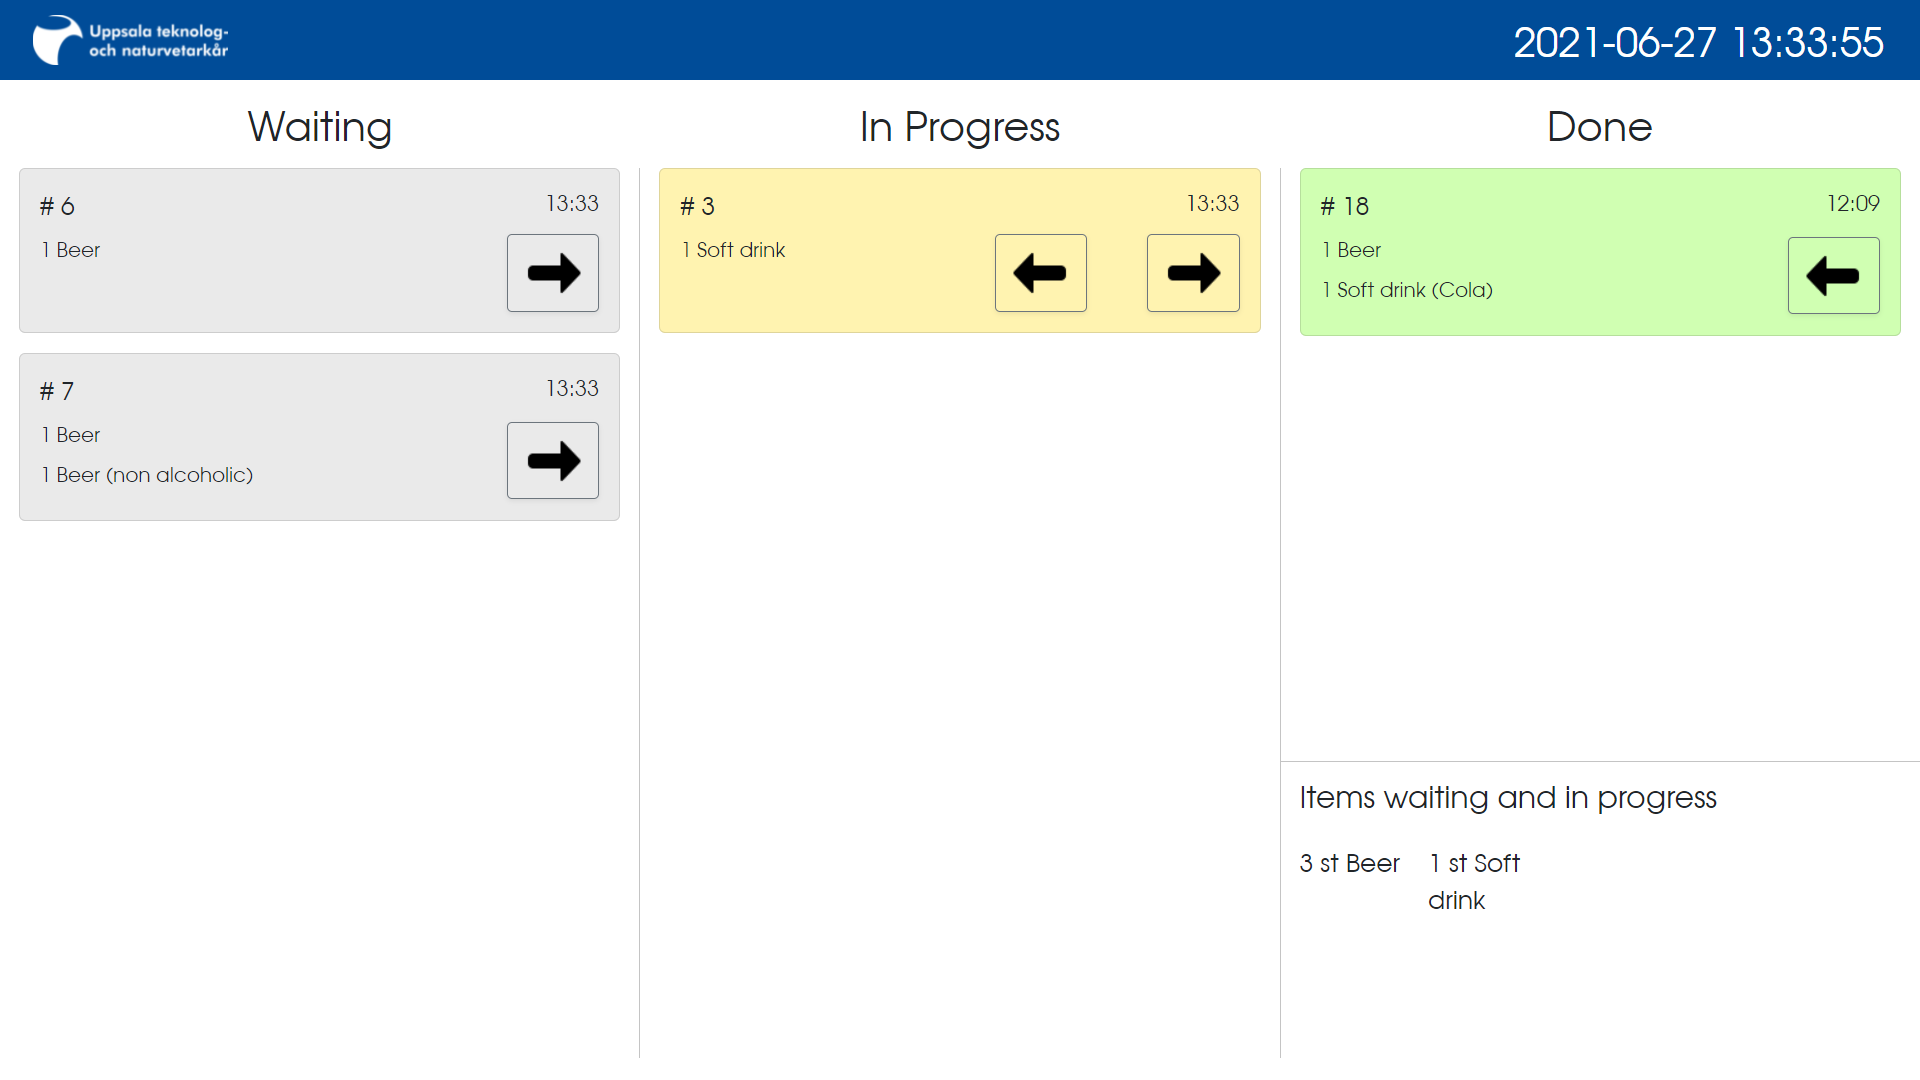 Uppsala teknolog-
och naturvetarkår
2021-06-27 13:33:55
Waiting
# 6
13:33
1 Beer
# 7
13:33
1 Beer
1 Beer (non alcoholic)
In Progress
# 3
13:33
1 Soft drink
Done
# 18
12:09
1 Beer
1 Soft drink (Cola)
Items waiting and in progress
3 st Beer
1 st Soft
drink